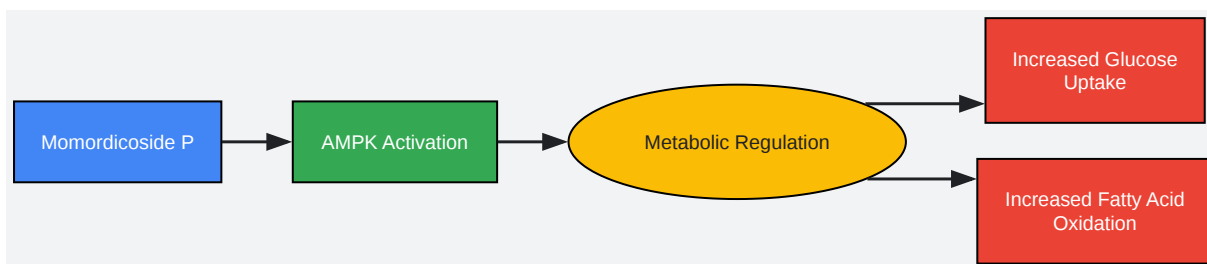 Momordicoside P
AMPK Activation
Metabolic Regulation
Increased Glucose
Uptake
Increased Fatty Acid
Oxidation